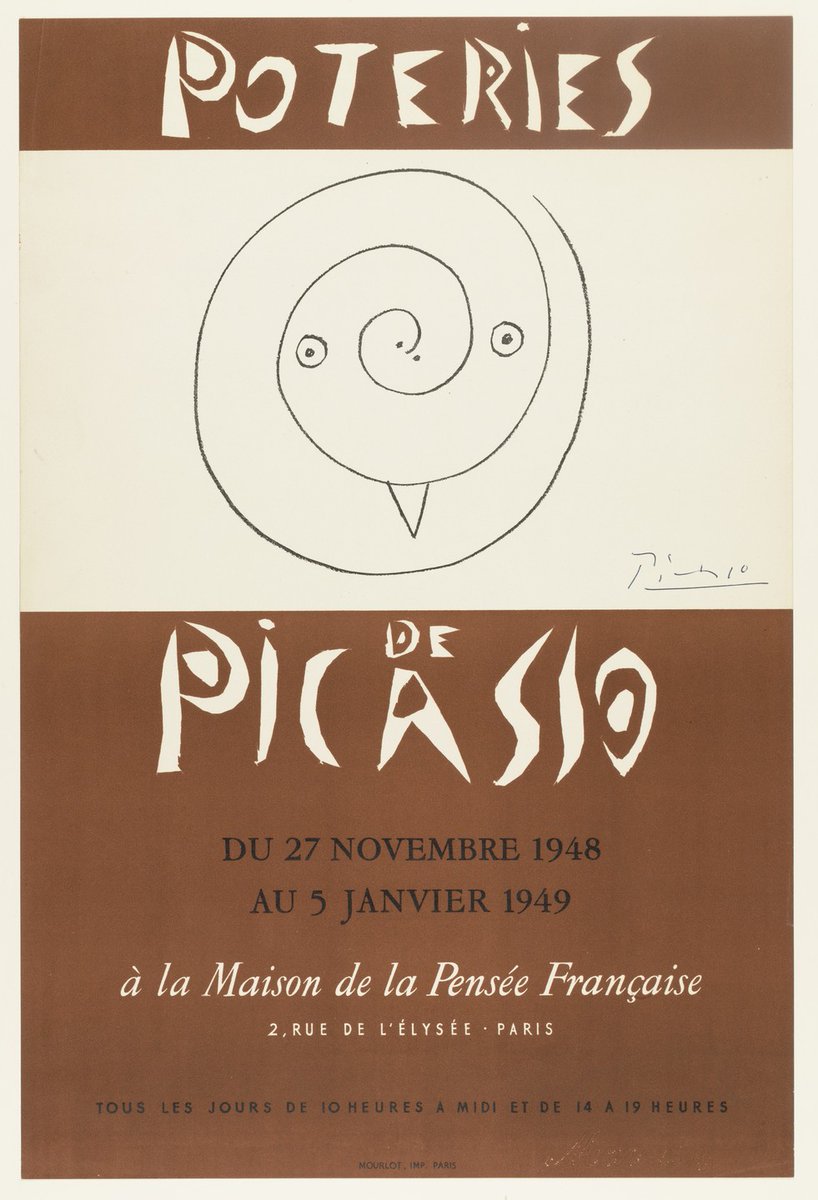 POTERIES
Picasso
DE
PICASSO
DU 27 NOVEMBRE 1948
AU 5 JANVIER 1949
à la Maison de la Pensée Française
2, RUE DE L'ÉLYSÉE · PARIS
TOUS LES JOURS DE 10 HEURES A MIDI ET DE 14 A 19 HEURES
MOURLOT, IMP. PARIS